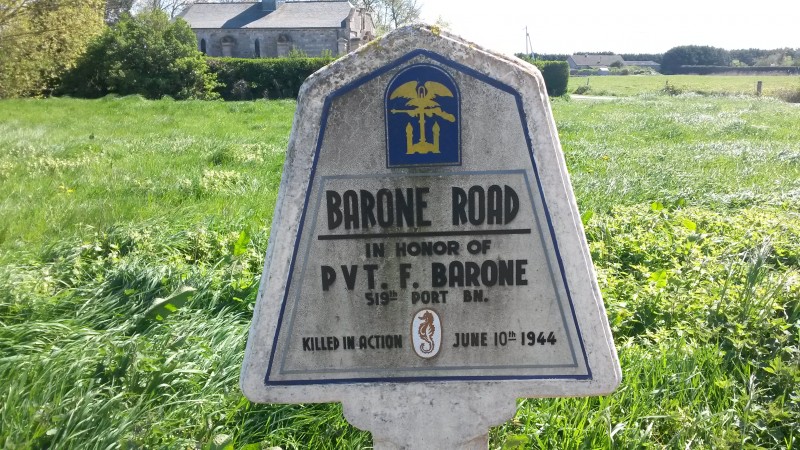 BARONE ROAD
IN HONOR OF
PVT. F. BARONE
519th PORT BN.
KILLED IN ACTION JUNE 10th 1944